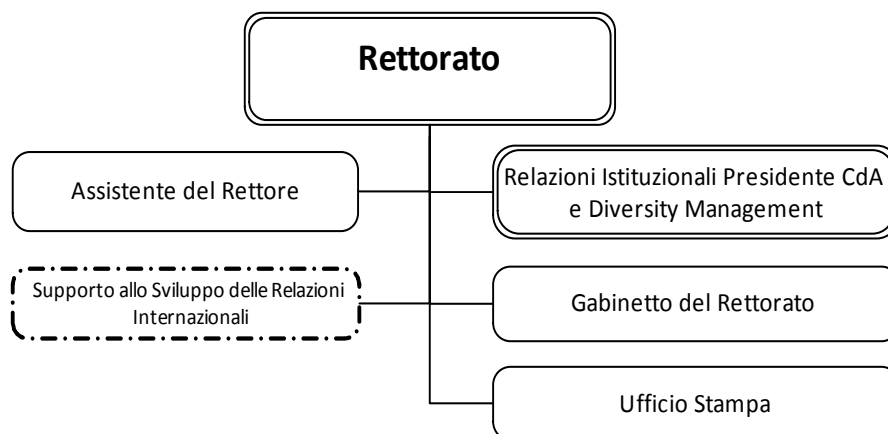 Rettorato
Assistente del Rettore
Relazioni Istituzionali Presidente CdA
e Diversity Management
Supporto allo Sviluppo delle Relazioni
Internazionali
Gabinetto del Rettorato
Ufficio Stampa